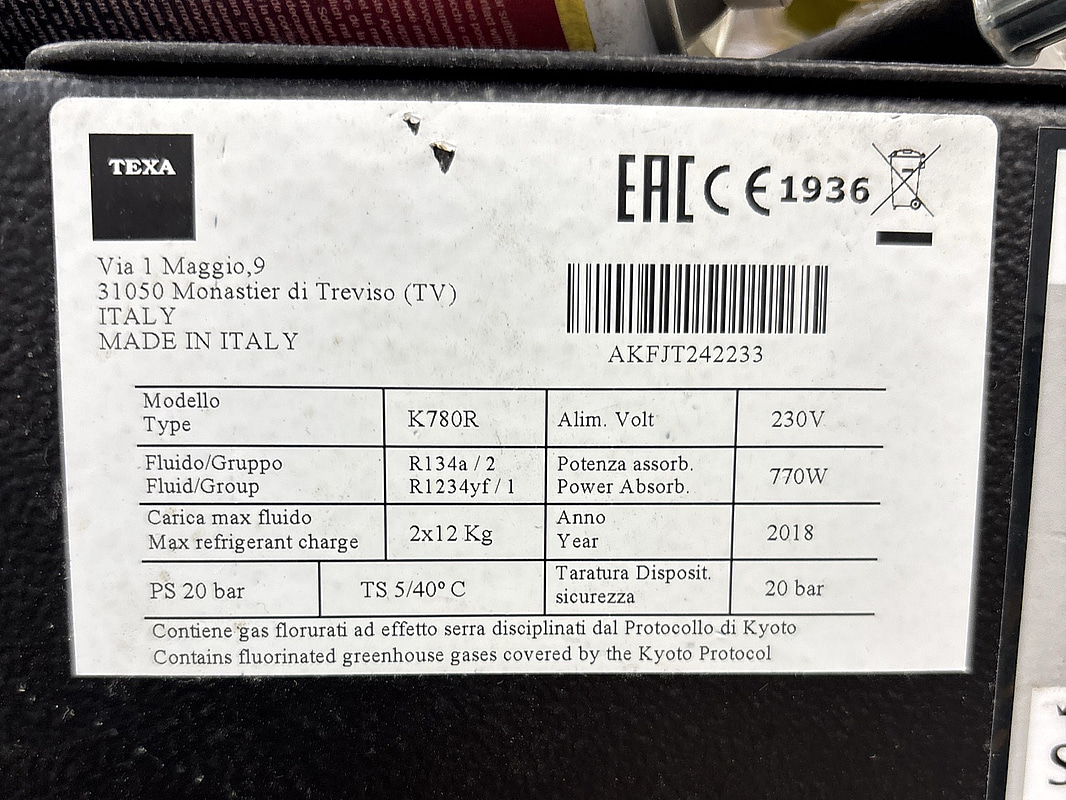 TEXA
EAC CE 1936
Via 1 Maggio,9
31050 Monastier di Treviso (TV)
ITALY
MADE IN ITALY
AKFJT242233
Modello
Type
K780R
Alim. Volt
230V
Fluido/Gruppo
Fluid/Group
R134a / 2
R1234yf / 1
Potenza assorb.
Power Absorb.
770W
Carica max fluido
Max refrigerant charge
2x12 Kg
Anno
Year
2018
PS 20 bar
TS 5/40° C
Taratura Disposit.
sicurezza
20 bar
Contiene gas florurati ad effetto serra disciplinati dal Protocollo di Kyoto
Contains fluorinated greenhouse gases covered by the Kyoto Protocol
S